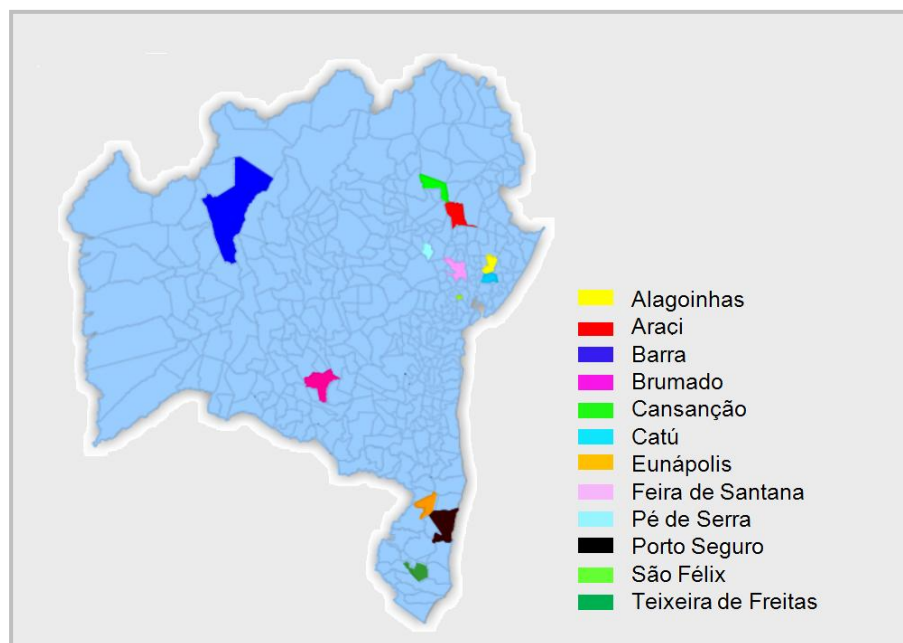 Alagoinhas
Araci
Barra
Brumado
Cansanção
Catú
Eunápolis
Feira de Santana
Pé de Serra
Porto Seguro
São Félix
Teixeira de Freitas